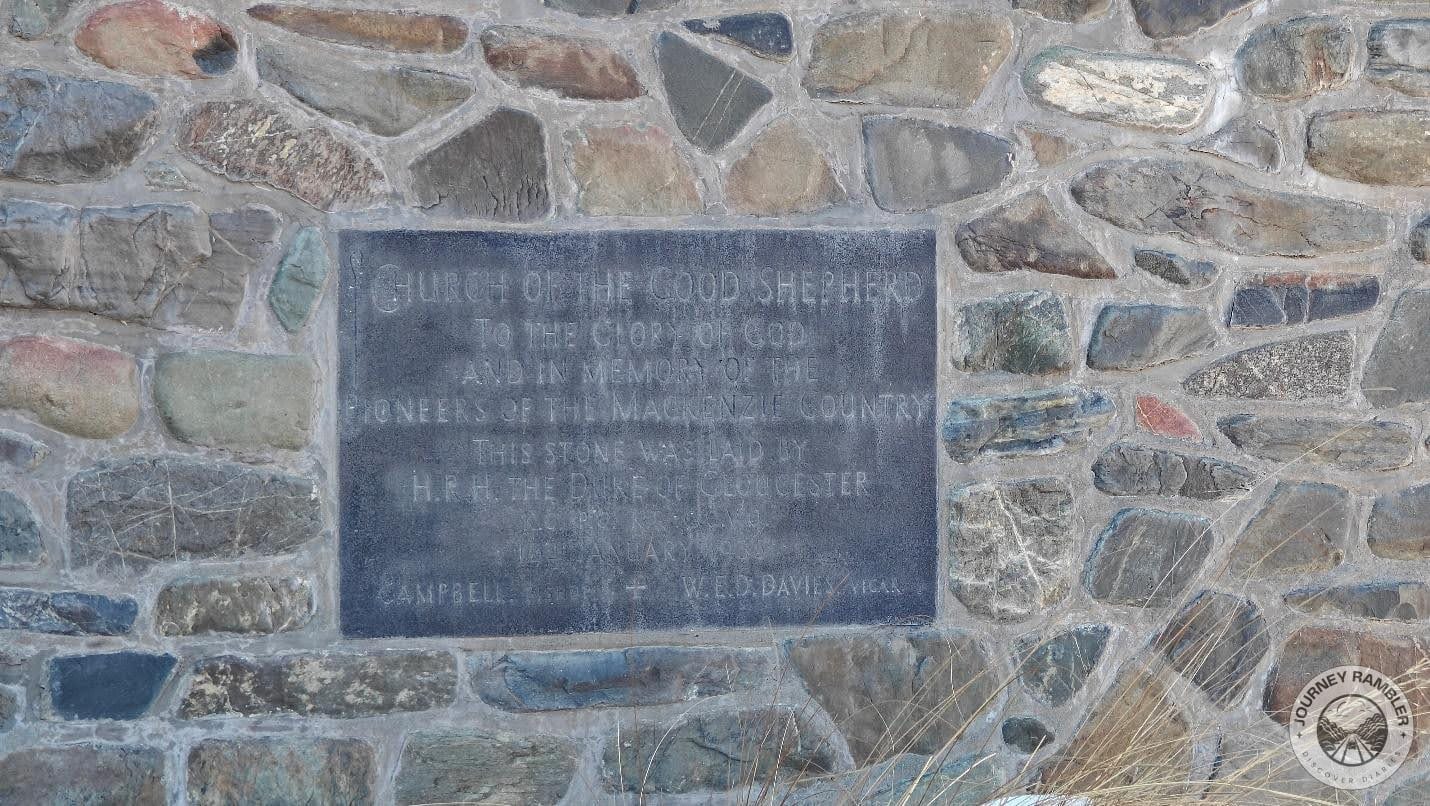 CHURCH OF THE GOOD SHEPHERD
TO THE GLORY OF GOD
AND IN MEMORY OF THE
PIONEERS OF THE MACKENZIE COUNTRY
THIS STONE WAS LAID BY
H.R.H. THE DUKE OF GLOUCESTER
JANUARY
CAMPBELL. BISHOP + W.E.D. DAVIES. VICAR
JOURNEY RAMBLER
DISCOVER DIARIES